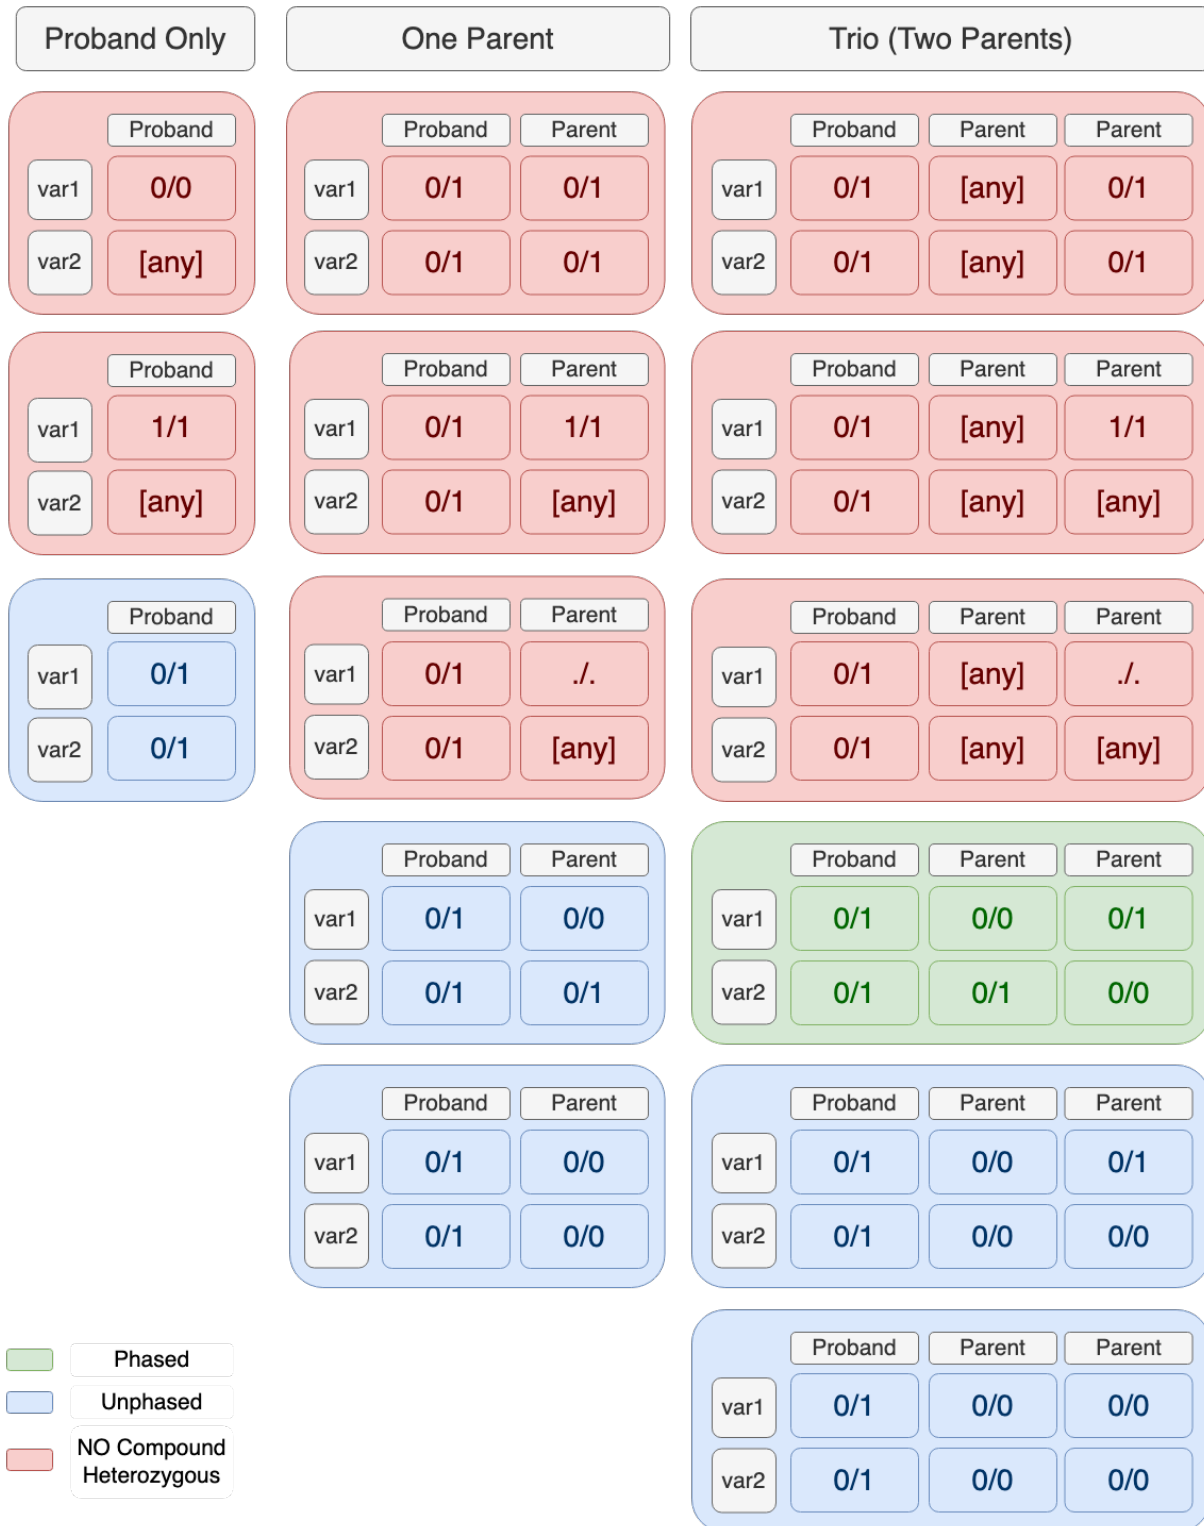 Proband Only
One Parent
Trio (Two Parents)
Proband
var1 0/0
var2 [any]
Proband Parent
var1 0/1 0/1
var2 0/1 0/1
Proband Parent Parent
var1 0/1 [any] 0/1
var2 0/1 [any] 0/1
Proband
var1 1/1
var2 [any]
Proband Parent
var1 0/1 1/1
var2 0/1 [any]
Proband Parent Parent
var1 0/1 [any] 1/1
var2 0/1 [any] [any]
Proband
var1 0/1
var2 0/1
Proband Parent
var1 0/1 ./.
var2 0/1 [any]
Proband Parent Parent
var1 0/1 [any] ./.
var2 0/1 [any] [any]
Proband Parent
var1 0/1 0/0
var2 0/1 0/1
Proband Parent Parent
var1 0/1 0/0 0/1
var2 0/1 0/1 0/0
Proband Parent
var1 0/1 0/0
var2 0/1 0/0
Proband Parent Parent
var1 0/1 0/0 0/1
var2 0/1 0/0 0/0
Proband Parent Parent
var1 0/1 0/0 0/0
var2 0/1 0/0 0/0
Phased
Unphased
NO Compound
Heterozygous